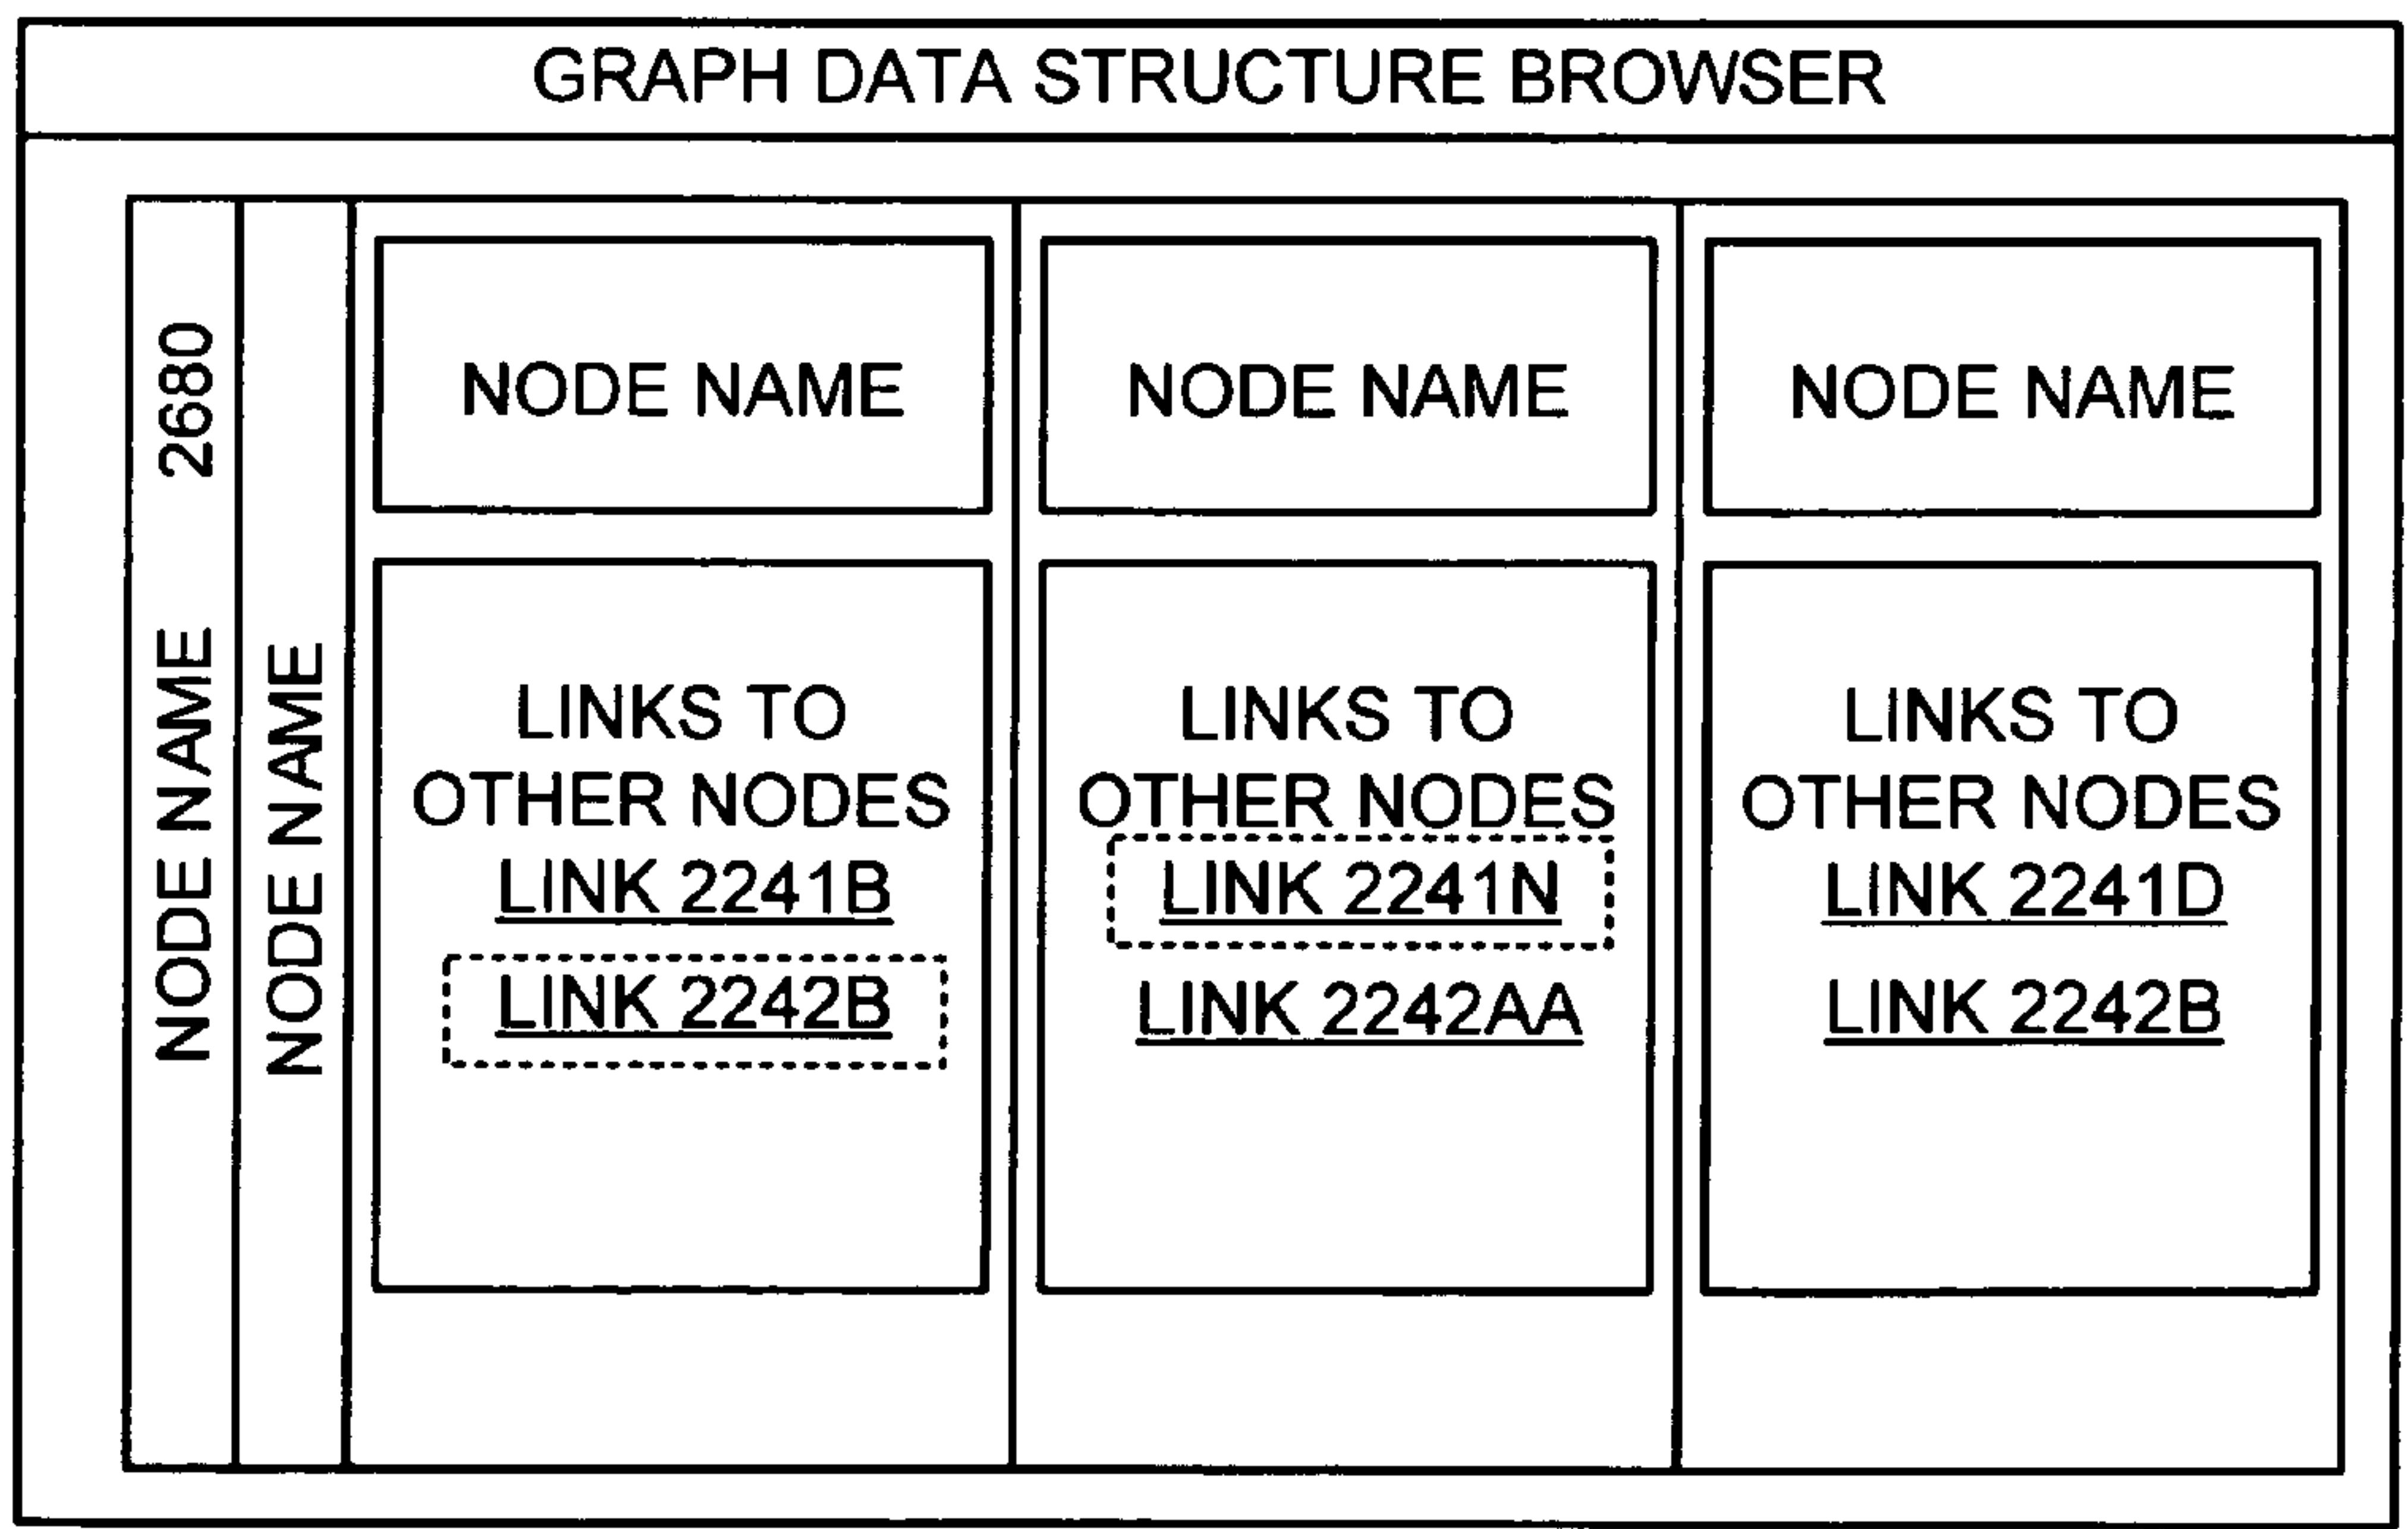 GRAPH DATA STRUCTURE BROWSER
NODE NAME 2680
NODE NAME
NODE NAME
LINKS TO
OTHER NODES
LINK 2241B
LINK 2242B
NODE NAME
LINKS TO
OTHER NODES
LINK 2241N
LINK 2242AA
NODE NAME
LINKS TO
OTHER NODES
LINK 2241D
LINK 2242B